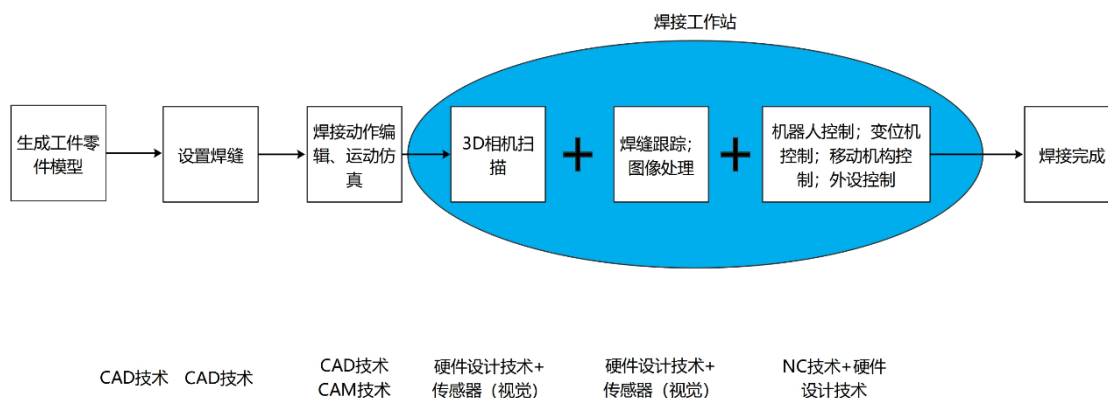 焊接工作站
生成工件零
件模型
设置焊缝
焊接动作编
辑、运动仿
真
3D相机扫
描
焊缝跟踪；
图像处理
机器人控制；变位机
控制；移动机构控
制；外设控制
焊接完成
CAD技术
CAD技术
CAD技术
CAM技术
硬件设计技术+
传感器（视觉）
硬件设计技术+
传感器（视觉）
NC技术+硬件
设计技术